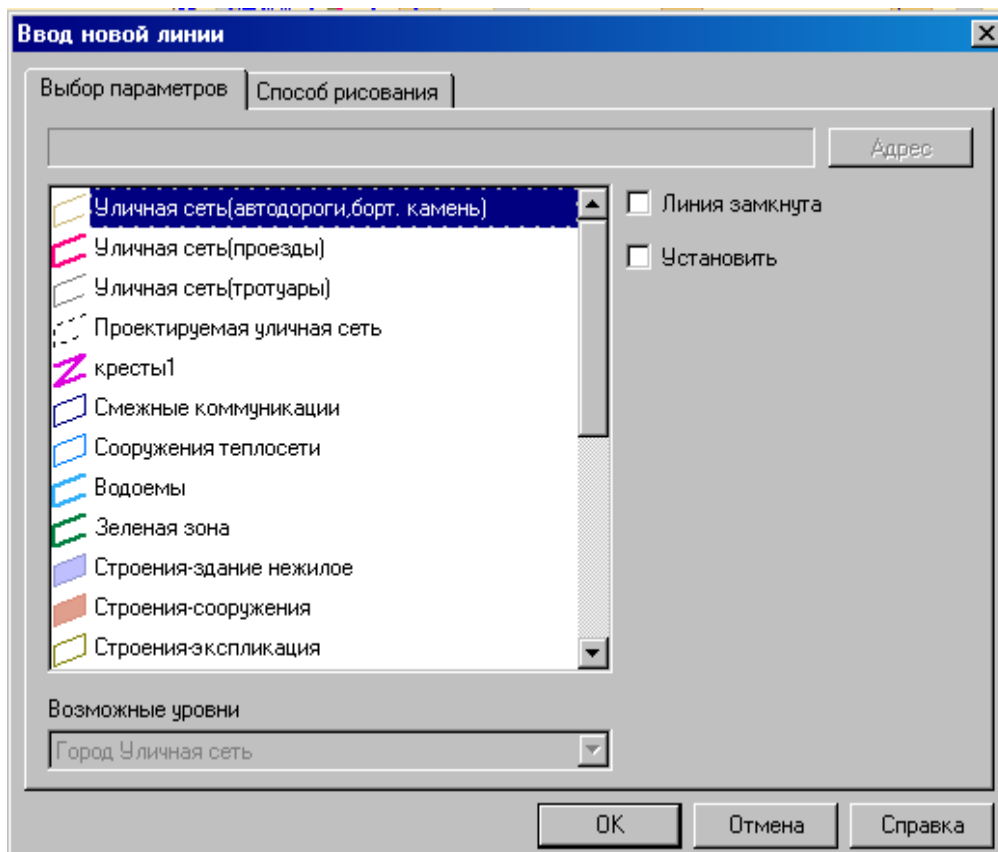 Ввод новой линии
Выбор параметров
Способ рисования
Адрес
Уличная сеть(автодороги,борт. камень)
Линия замкнута
Уличная сеть(проезды)
Установить
Уличная сеть(тротуары)
Проектируемая уличная сеть
кресты1
Смежные коммуникации
Сооружения теплосети
Водоемы
Зеленая зона
Строения-здание нежилое
Строения-сооружения
Строения-экспликация
Возможные уровни
Город Уличная сеть
OK
Отмена
Справка